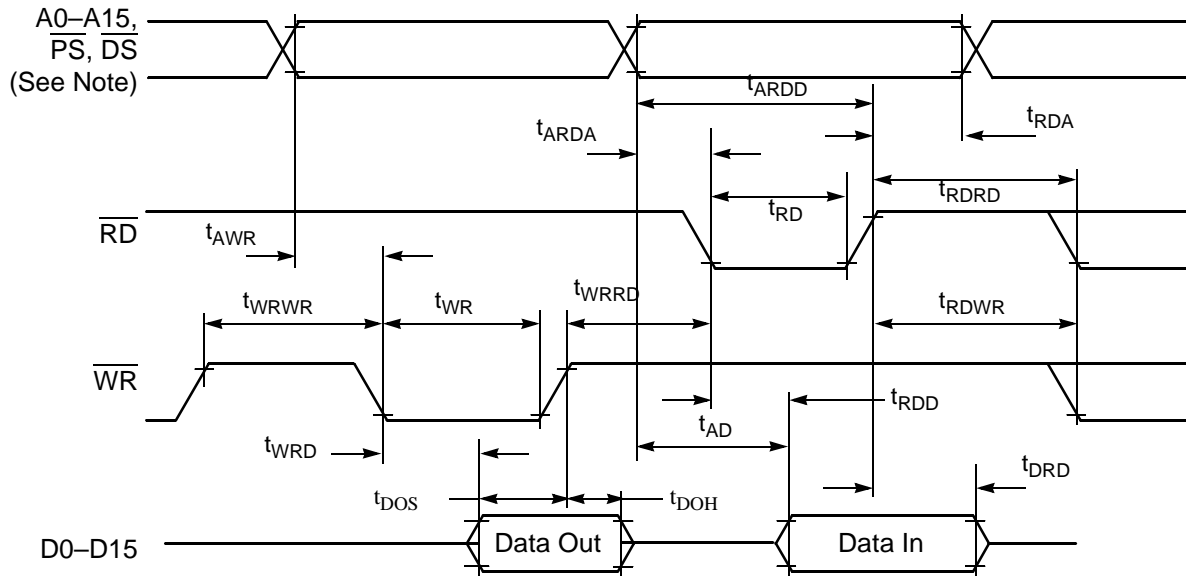 A0–A15,
PS, DS
(See Note)
tARDD
tARDA
tRDA
tRD
tRDRD
RD
tAWR
tWRWR
tWR
tWRRD
tRDWR
WR
tRDD
tAD
tWRD
tDRD
tDOS
tDOH
D0–D15
Data Out
Data In